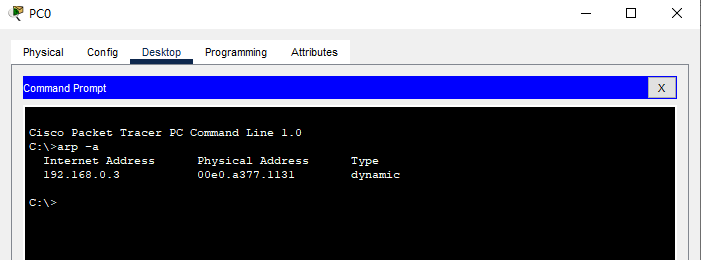 PC0
Physical Config Desktop Programming Attributes
Command Prompt X
Cisco Packet Tracer PC Command Line 1.0
C:\>arp -a
Internet Address Physical Address Type
192.168.0.3 00e0.a377.1131 dynamic
C:\>